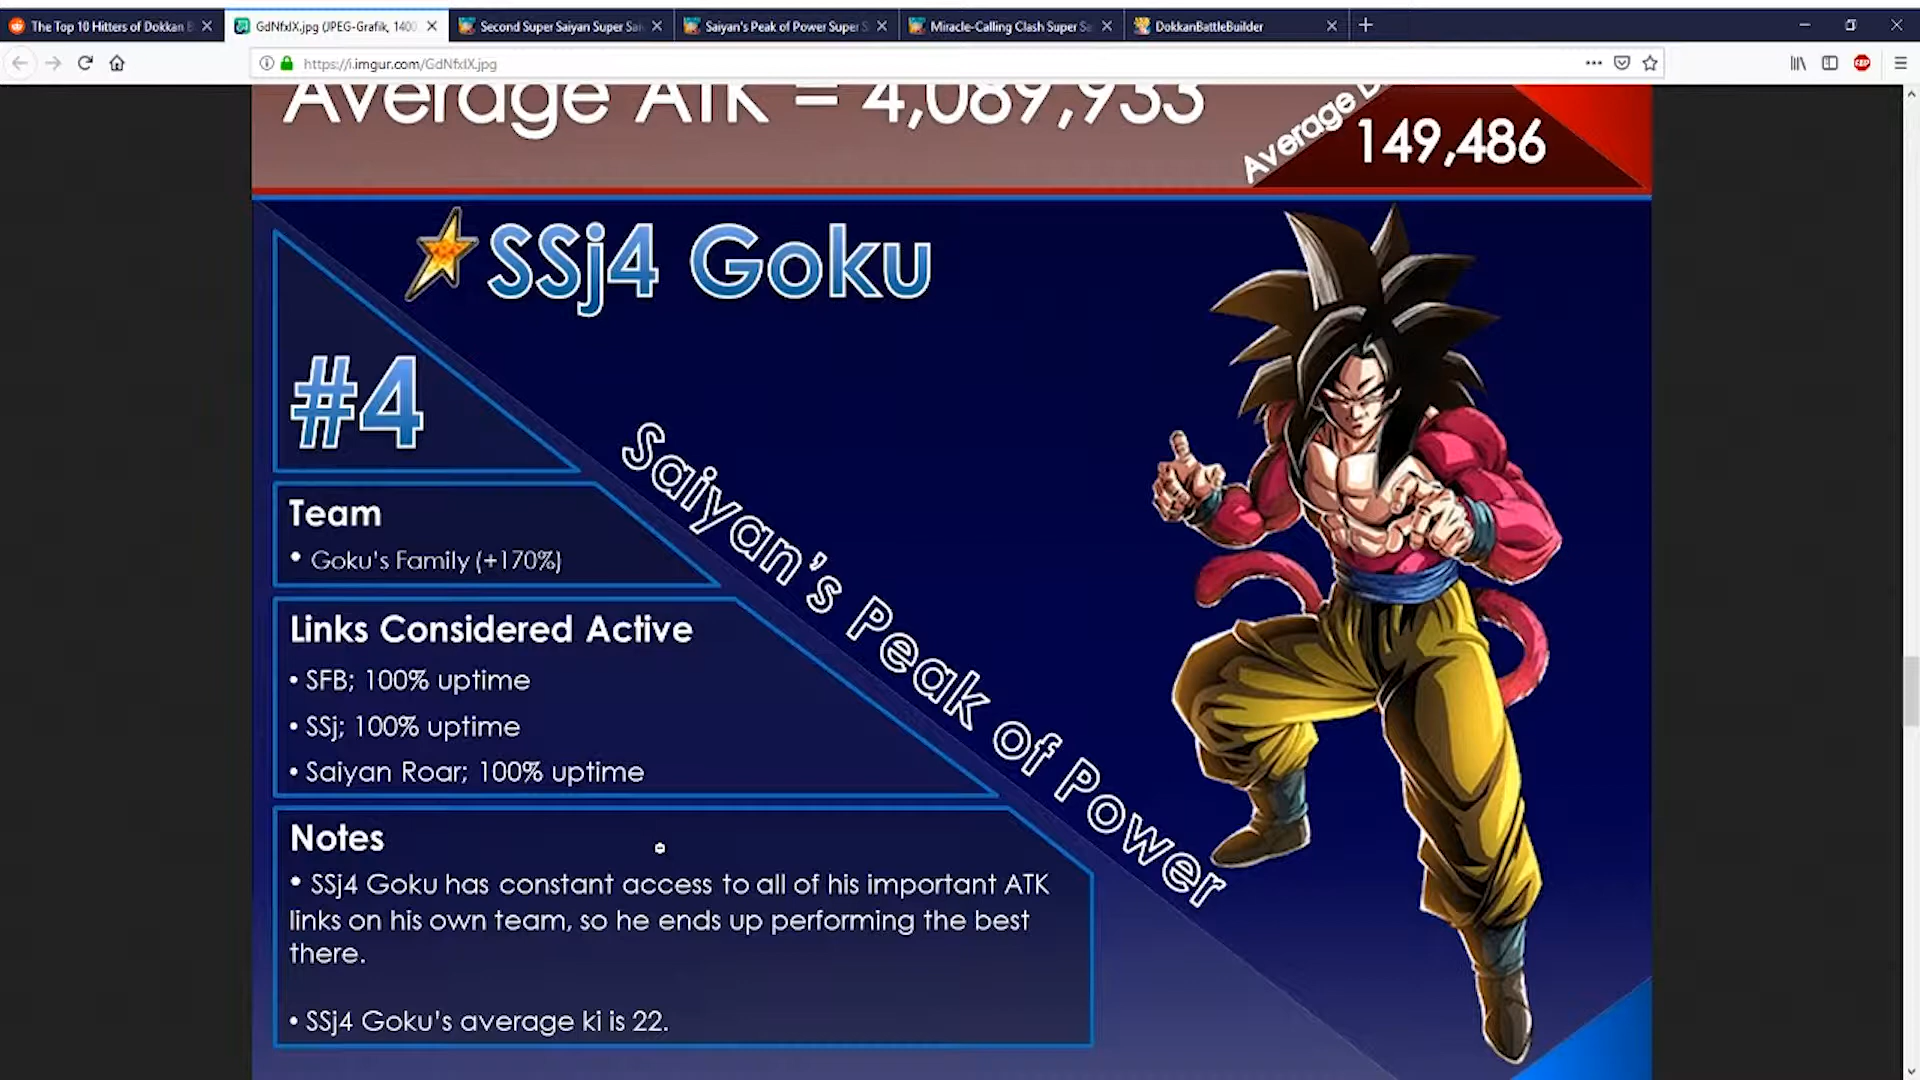 The Top 10 Hitters of Dokkan B
GdNfxlX.jpg (JPEG-Grafik, 1400
Second Super Saiyan Super Sai
Saiyan's Peak of Power Super S
Miracle-Calling Clash Super Sa
DokkanBattleBuilder
https://i.imgur.com/GdNfxlX.jpg
Average ATK = 4,089,933
Average D
149,486
SSj4 Goku
#4
Saiyan's Peak of Power
Team
• Goku's Family (+170%)
Links Considered Active
• SFB; 100% uptime
• SSj; 100% uptime
• Saiyan Roar; 100% uptime
Notes
• SSj4 Goku has constant access to all of his important ATK
links on his own team, so he ends up performing the best
there.
• SSj4 Goku's average ki is 22.